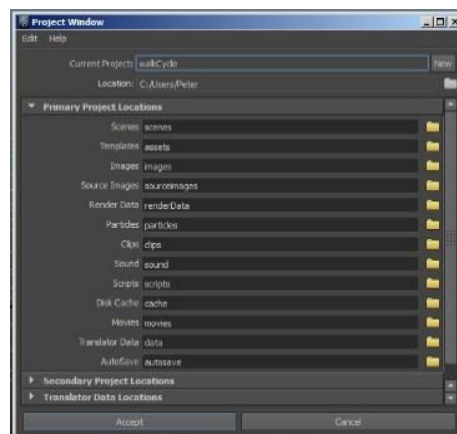 Project Window
Edit Help
Current Project: walkCycle New
Location: C:/Users/Peter
Primary Project Locations
Scenes scenes
Templates assets
Images images
Source Images sourceimages
Render Data renderData
Particles particles
Clips clips
Sound sound
Scripts scripts
Disk Cache cache
Movies movies
Translator Data data
AutoSave autosave
Secondary Project Locations
Translator Data Locations
Accept Cancel